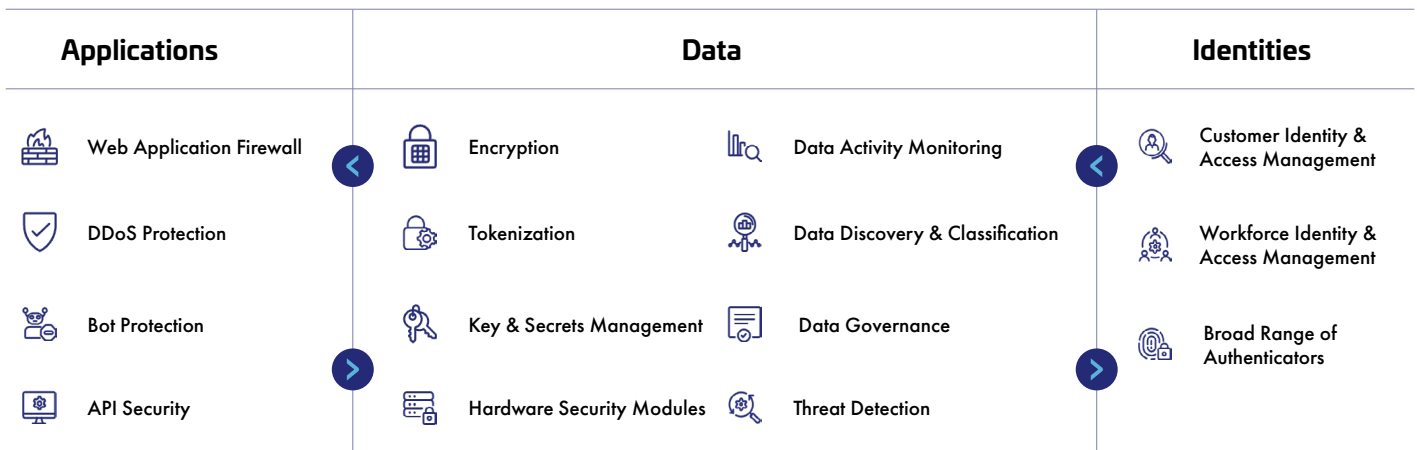 Applications
Data
Identities
Web Application Firewall
DDoS Protection
Bot Protection
API Security
Encryption
Tokenization
Key & Secrets Management
Hardware Security Modules
Data Activity Monitoring
Data Discovery & Classification
Data Governance
Threat Detection
Customer Identity &
Access Management
Workforce Identity &
Access Management
Broad Range of
Authenticators